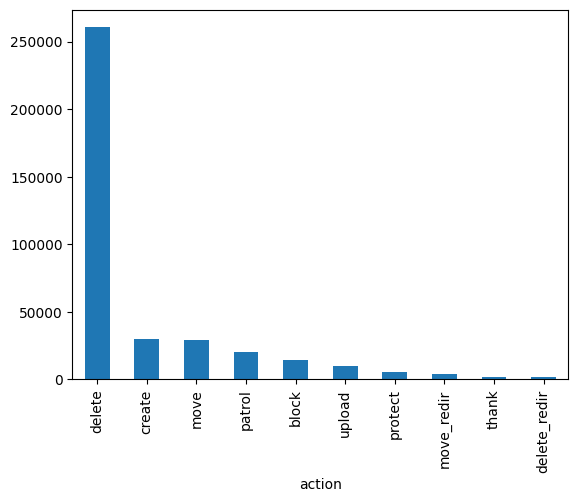 250000
200000
150000
100000
50000
0
delete
create
move
patrol
block
upload
protect
move_redir
thank
delete_redir
action